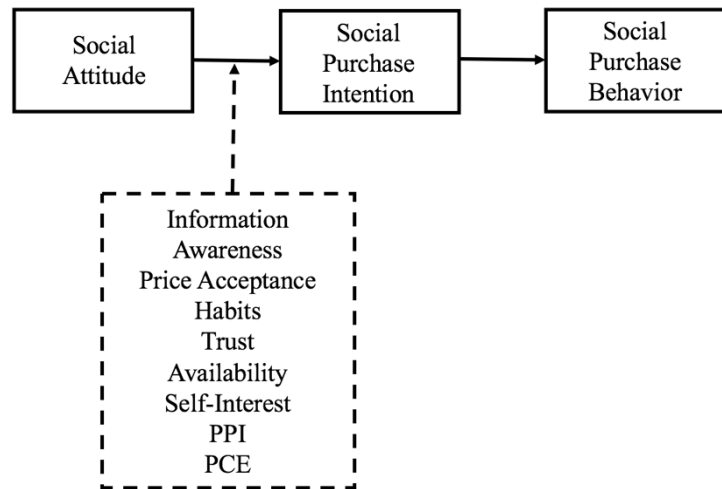 Social
Attitude
Social
Purchase
Intention
Social
Purchase
Behavior
Information
Awareness
Price Acceptance
Habits
Trust
Availability
Self-Interest
PPI
PCE